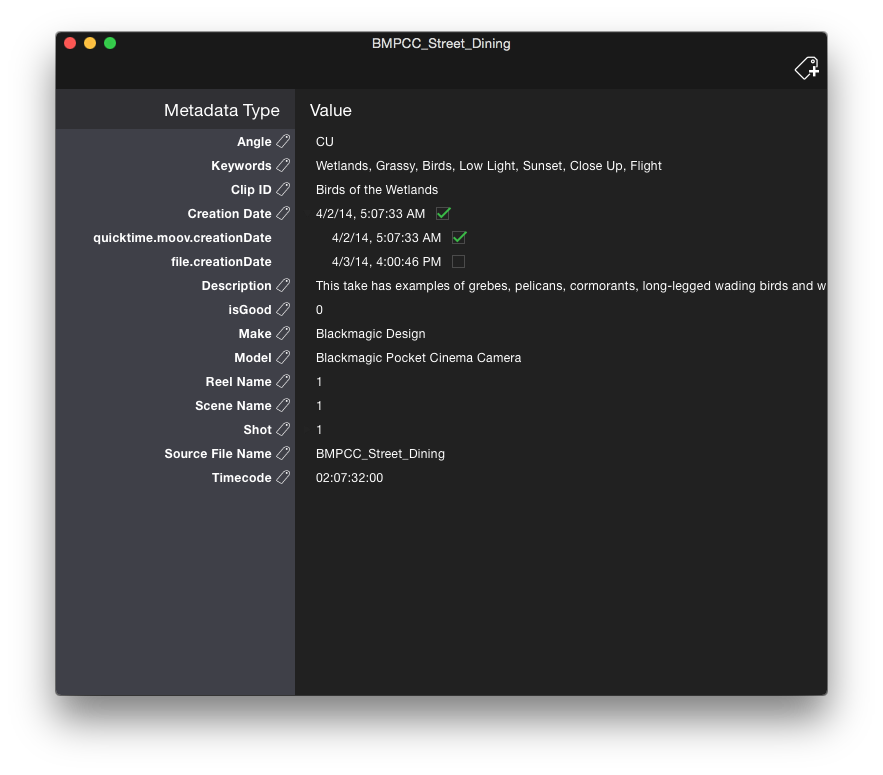 BMPCC_Street_Dining
Metadata Type Value
Angle CU
Keywords Wetlands, Grassy, Birds, Low Light, Sunset, Close Up, Flight
Clip ID Birds of the Wetlands
Creation Date 4/2/14, 5:07:33 AM
quicktime.moov.creationDate 4/2/14, 5:07:33 AM
file.creationDate 4/3/14, 4:00:46 PM
Description This take has examples of grebes, pelicans, cormorants, long-legged wading birds and w
isGood 0
Make Blackmagic Design
Model Blackmagic Pocket Cinema Camera
Reel Name 1
Scene Name 1
Shot 1
Source File Name BMPCC_Street_Dining
Timecode 02:07:32:00